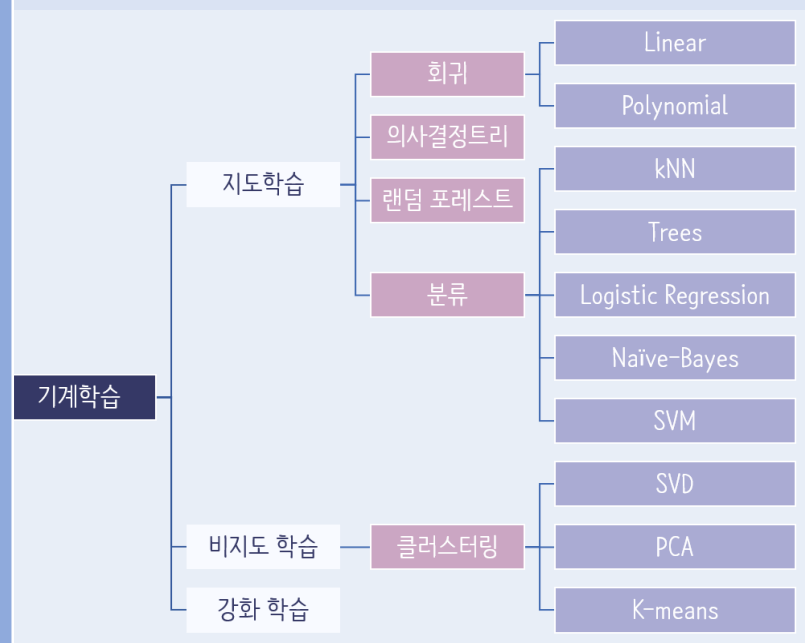 기계학습
지도학습
회귀
Linear
Polynomial
의사결정트리
랜덤 포레스트
분류
kNN
Trees
Logistic Regression
Naïve-Bayes
SVM
비지도 학습
클러스터링
SVD
PCA
K-means
강화 학습